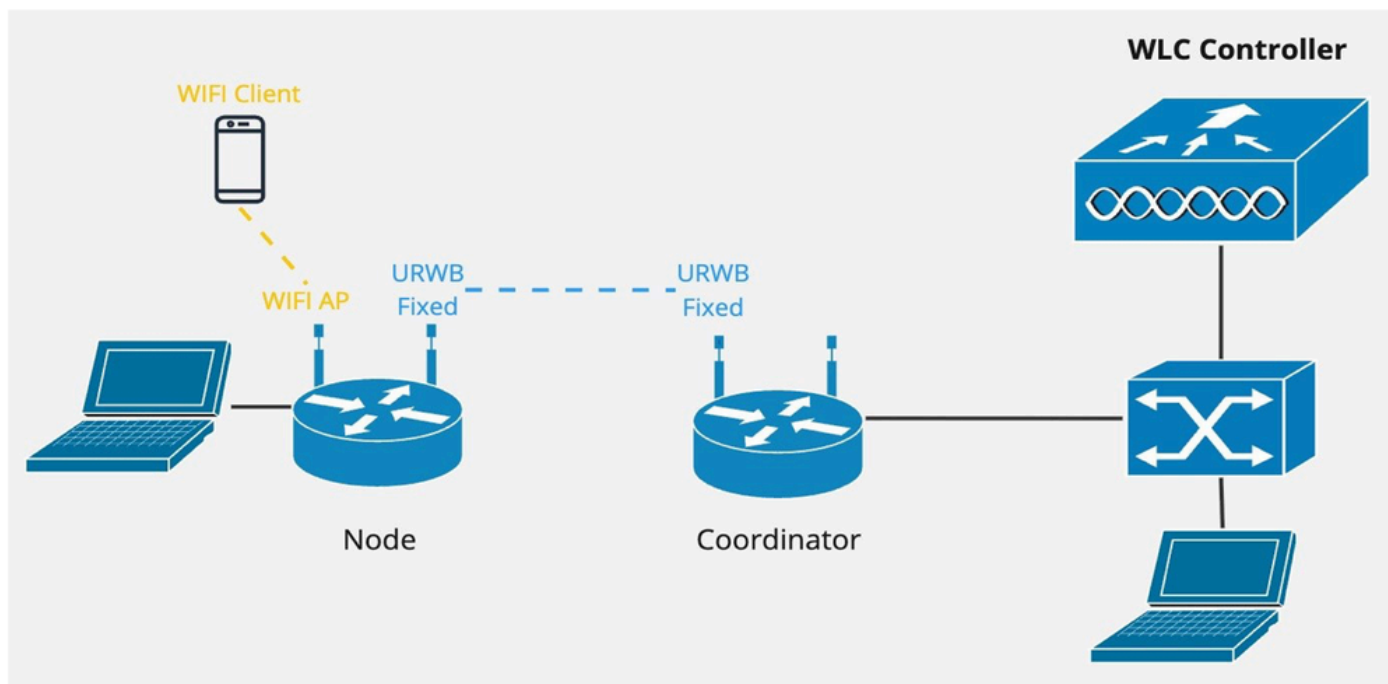 WLC Controller
WIFI Client
WIFI AP
URWB
Fixed
URWB
Fixed
Node
Coordinator